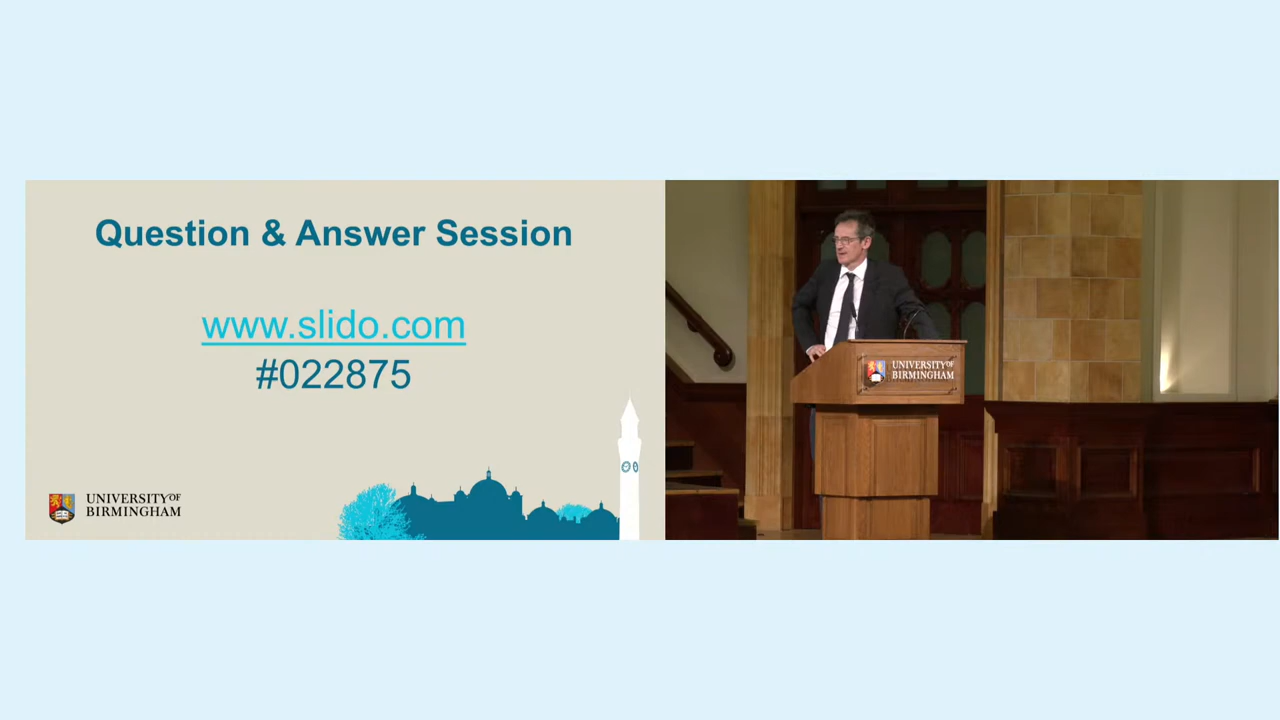 Question & Answer Session
www.slido.com
#022875
UNIVERSITY OF
BIRMINGHAM
UNIVERSITY OF
BIRMINGHAM